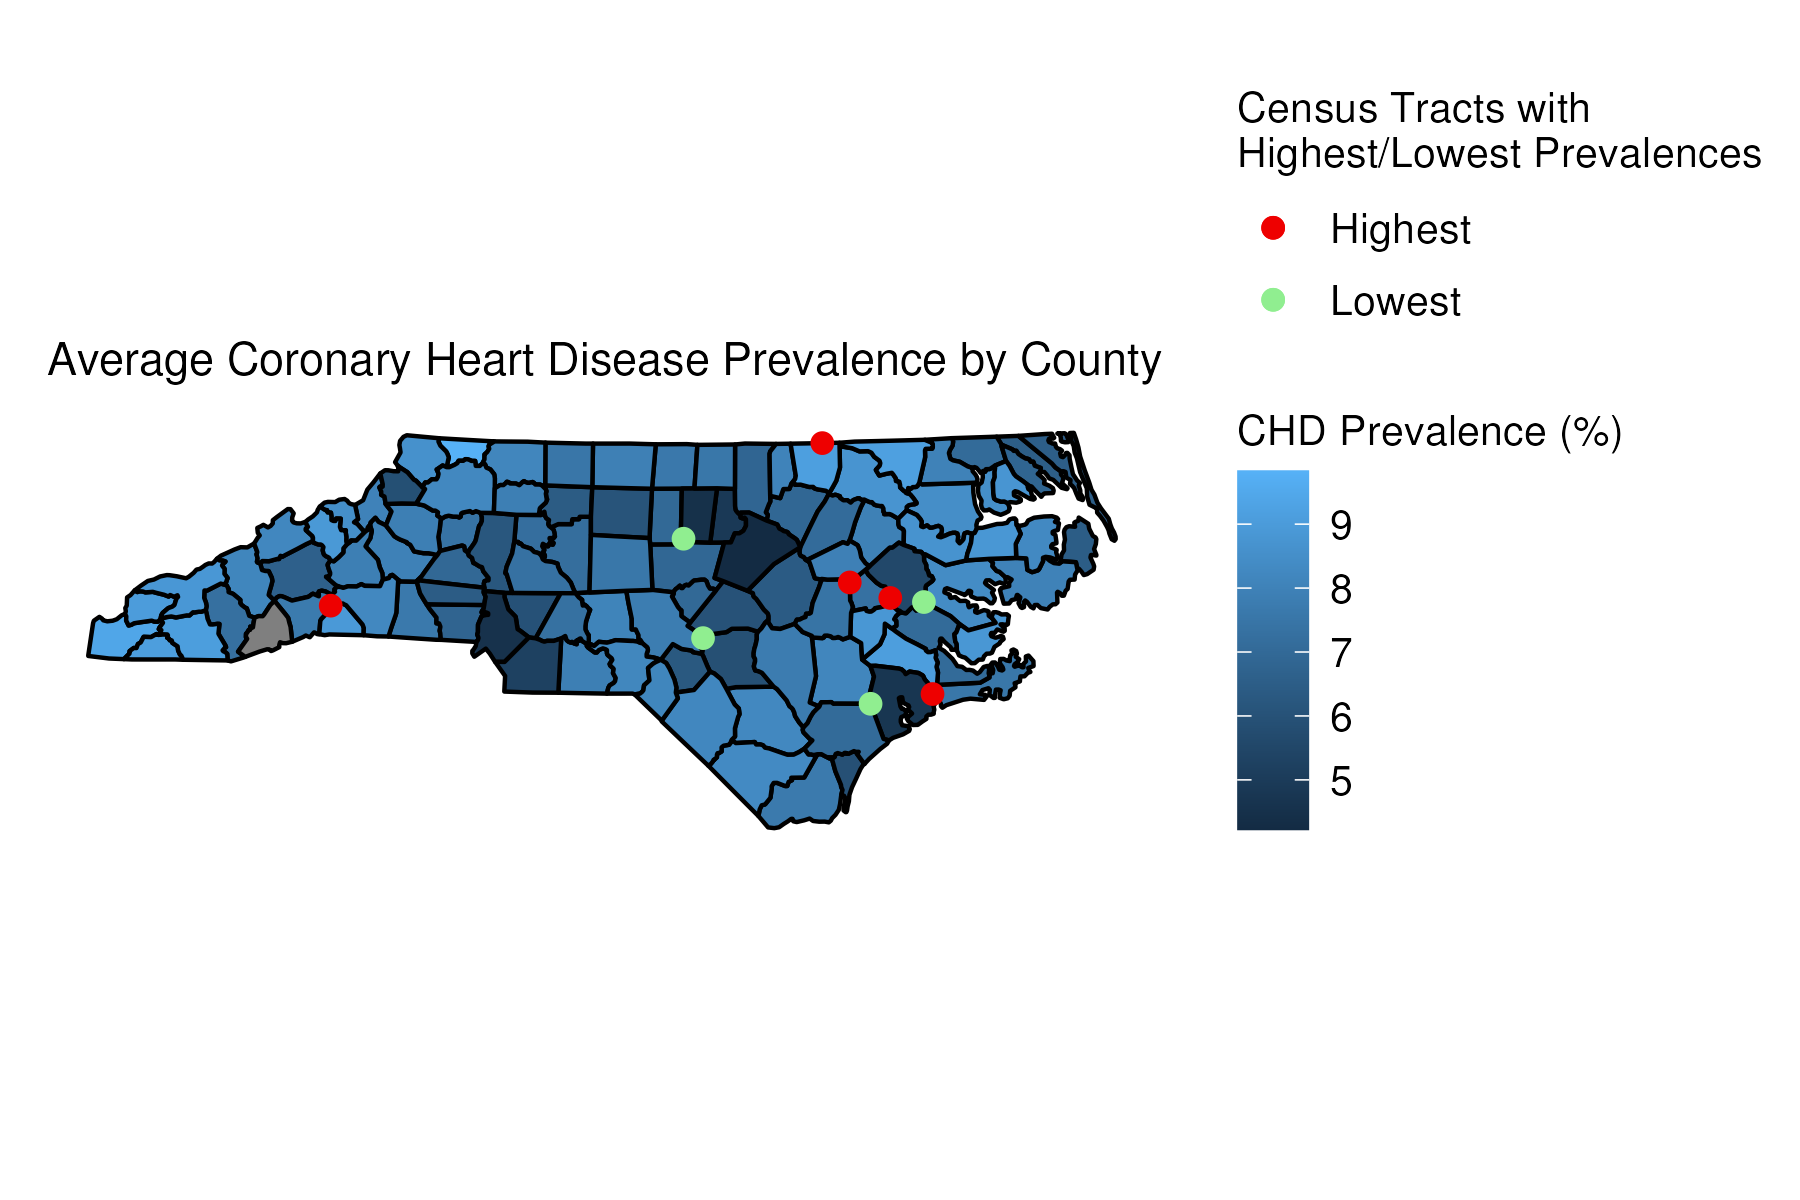 Census Tracts with
Highest/Lowest Prevalences
Highest
Lowest
Average Coronary Heart Disease Prevalence by County
CHD Prevalence (%)
9
8
7
6
5